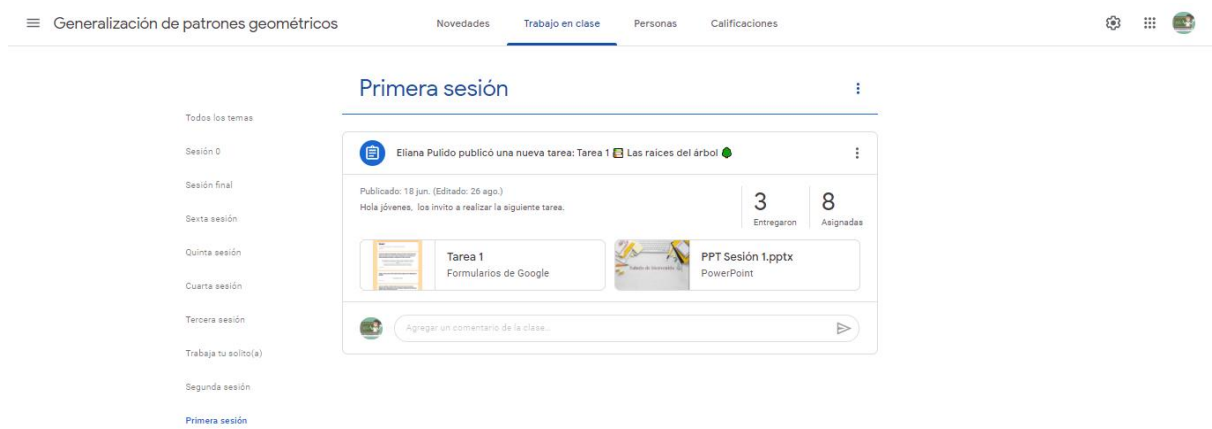 Generalización de patrones geométricos
Novedades
Trabajo en clase
Personas
Calificaciones
Primera sesión
Todos los temas
Sesión 0
Sesión final
Sexta sesión
Quinta sesión
Cuarta sesión
Tercera sesión
Trabaja tu solito(a)
Segunda sesión
Primera sesión
Eliana Pulido publicó una nueva tarea: Tarea 1 📒 Las raices del árbol 🌳
Publicado: 18 jun. (Editado: 26 ago.)
Hola jóvenes, los invito a realizar la siguiente tarea.
3
Entregaron
8
Asignadas
Tarea 1
Formularios de Google
PPT Sesión 1.pptx
PowerPoint
Agregar un comentario de la clase...